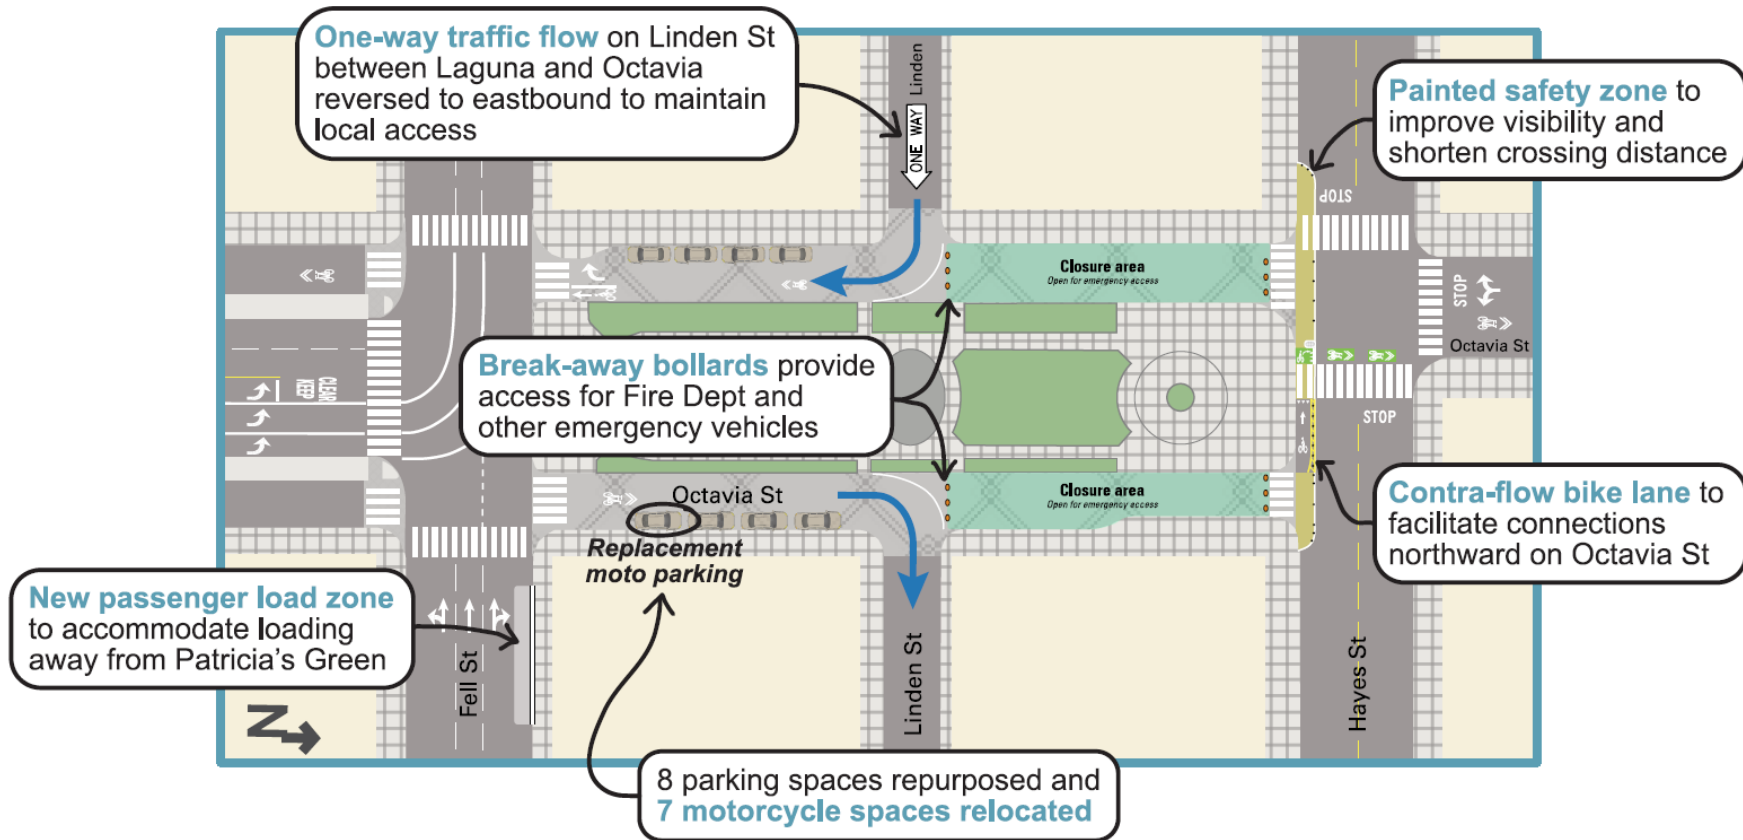 One-way traffic flow on Linden St
between Laguna and Octavia
reversed to eastbound to maintain
local access
Linden
ONE WAY
Painted safety zone to
improve visibility and
shorten crossing distance
STOP
Closure area
Open for emergency access
STOP
Octavia St
KEEP
CLEAR
Break-away bollards provide
access for Fire Dept and
other emergency vehicles
STOP
Octavia St
Closure area
Open for emergency access
Contra-flow bike lane to
facilitate connections
northward on Octavia St
Replacement
moto parking
New passenger load zone
to accommodate loading
away from Patricia's Green
Fell St
Linden St
Hayes St
N
8 parking spaces repurposed and
7 motorcycle spaces relocated